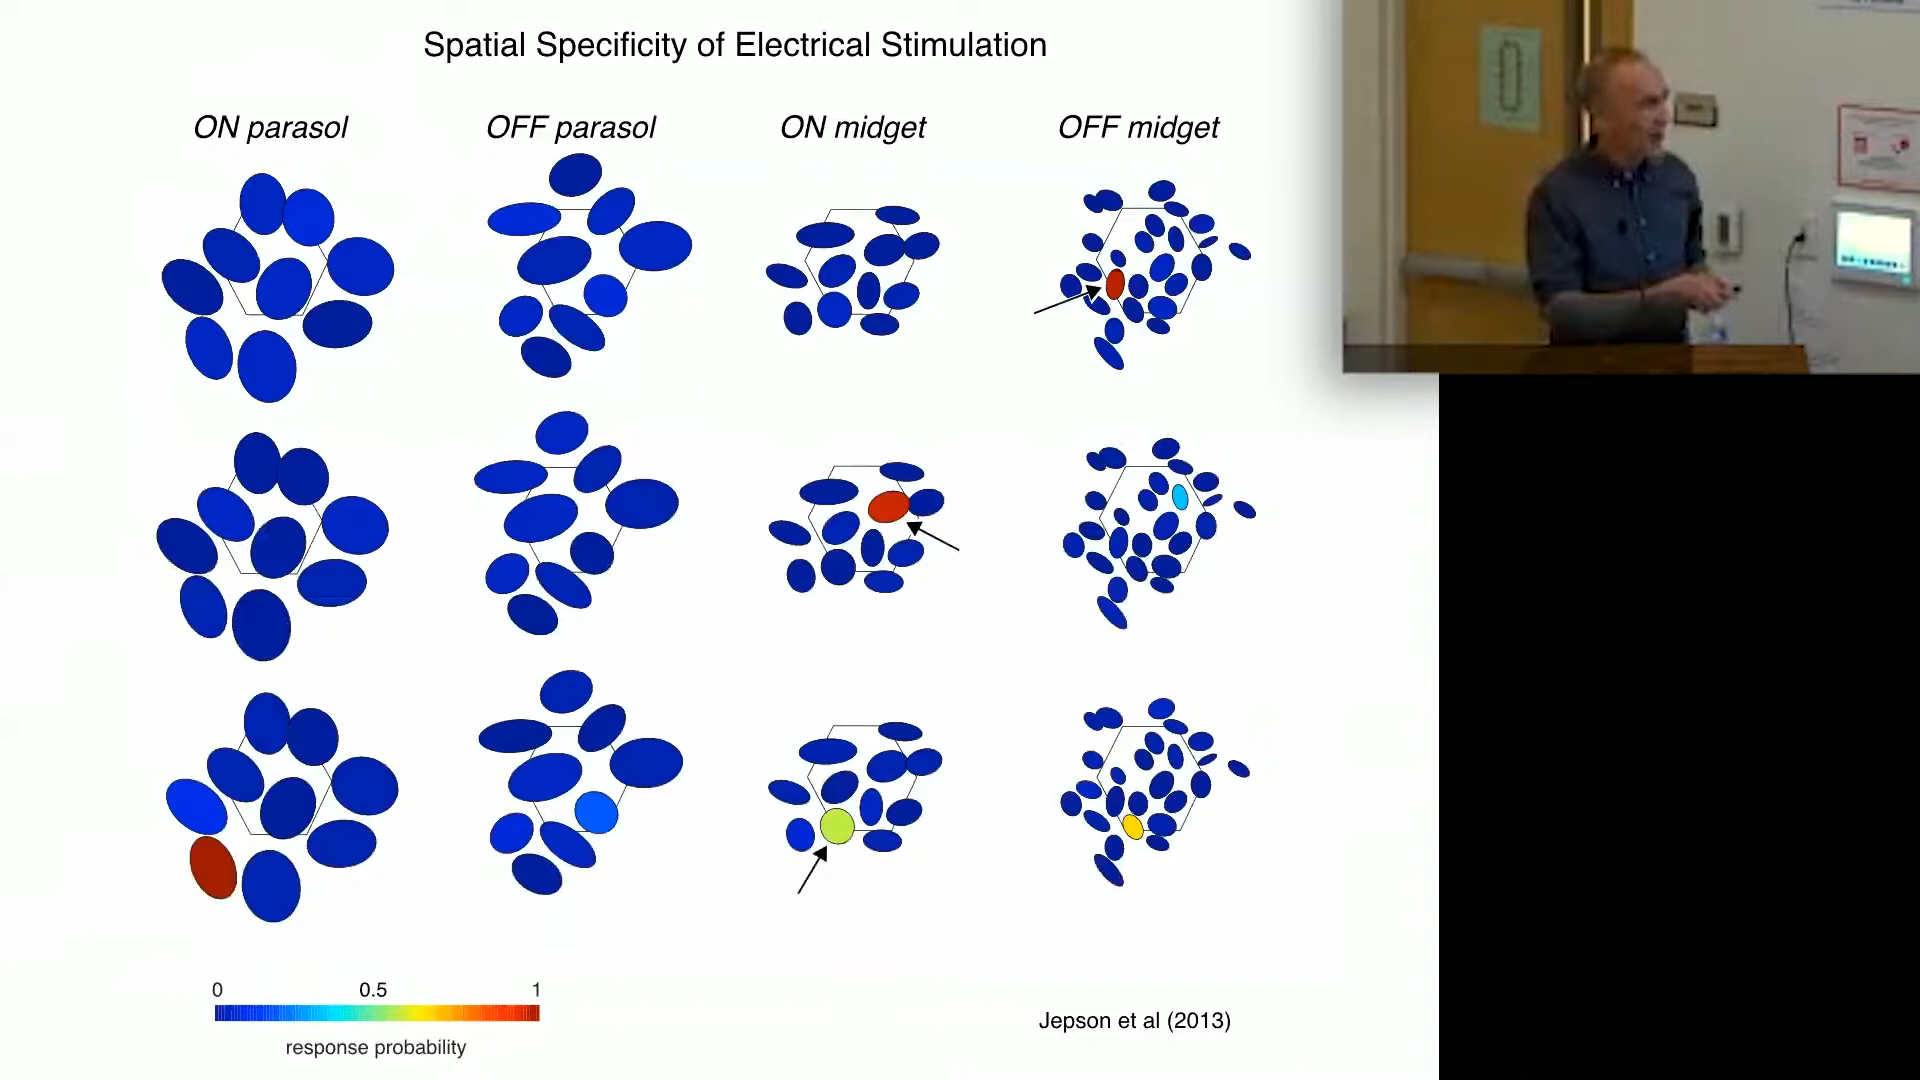 Spatial Specificity of Electrical Stimulation
ON parasol
OFF parasol
ON midget
OFF midget
0
0.5
1
response probability
Jepson et al (2013)